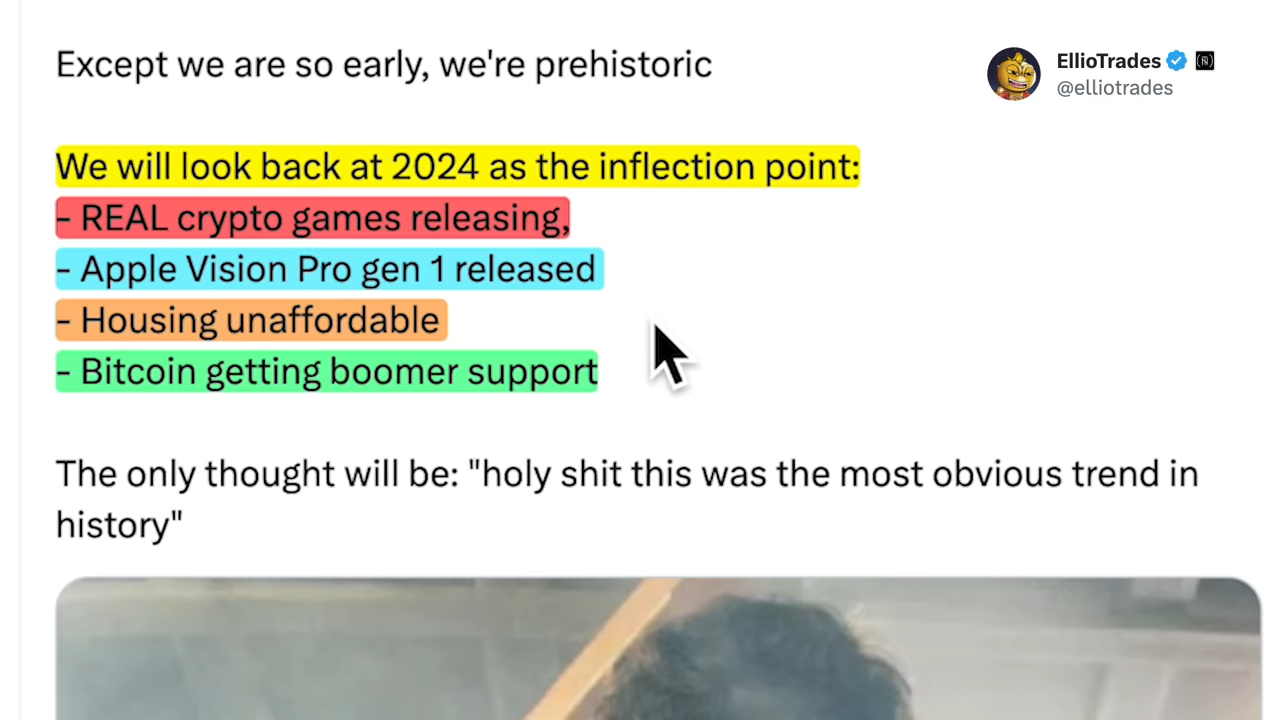 Except we are so early, we're prehistoric
EllioTrades
@elliotrades
We will look back at 2024 as the inflection point:
- REAL crypto games releasing,
- Apple Vision Pro gen 1 released
- Housing unaffordable
- Bitcoin getting boomer support
The only thought will be: "holy shit this was the most obvious trend in
history"